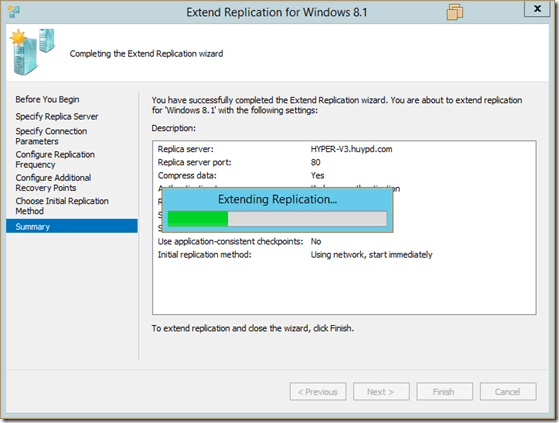 Extend Replication for Windows 8.1
x
Completing the Extend Replication wizard
Before You Begin
Specify Replica Server
Specify Connection
Parameters
Configure Replication
Frequency
Configure Additional
Recovery Points
Choose Initial Replication
Method
Summary
You have successfully completed the Extend Replication wizard. You are about to extend replication
for 'Windows 8.1' with the following settings:
Description:
Replica server: HYPER-V3.huypd.com
Replica server port: 80
Compress data: Yes
Extending Replication...
Use application-consistent checkpoints: No
Initial replication method: Using network, start immediately
To extend replication and close the wizard, click Finish.
< Previous
Next >
Finish
Cancel